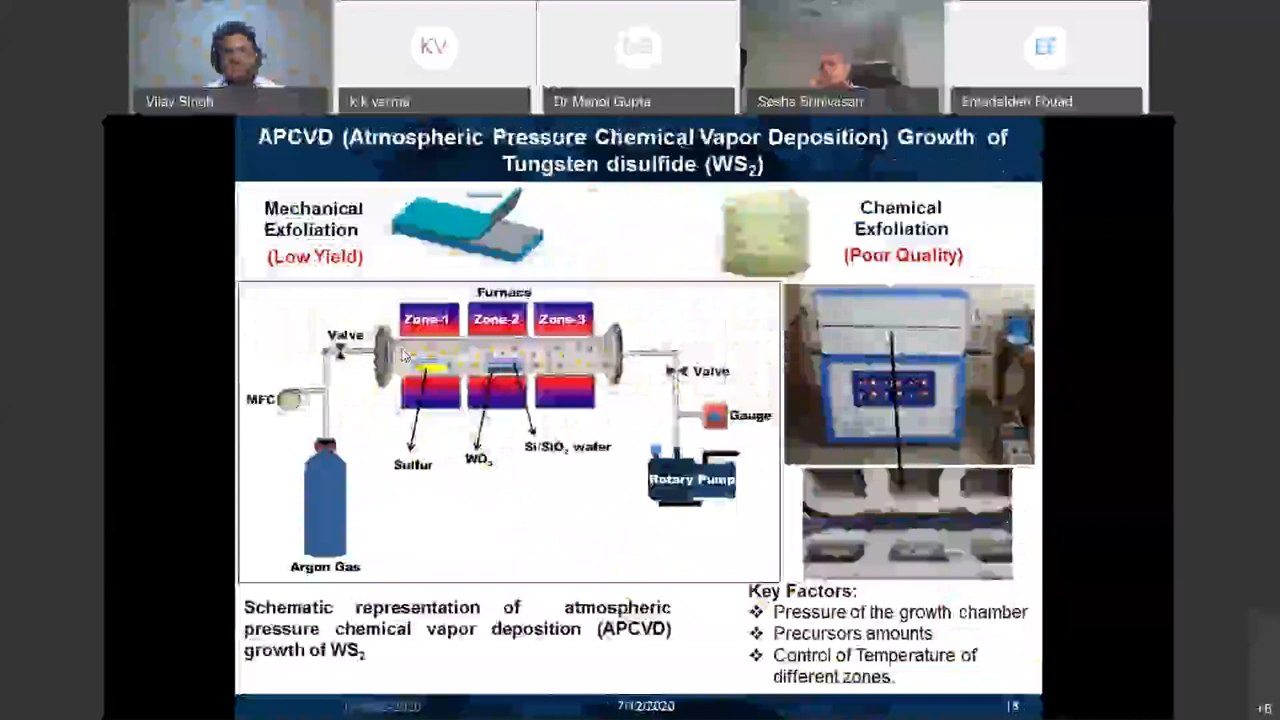 KV
Vijay Singh
k k varma
Dr Manoj Gupta
Sesha Srinivasan
EF
Emadelden Fouad
APCVD (Atmospheric Pressure Chemical Vapor Deposition) Growth of
Tungsten disulfide (WS₂)
Mechanical
Exfoliation
(Low Yield)
Chemical
Exfoliation
(Poor Quality)
Furnace
Zone-1 Zone-2 Zone-3
Valve
Valve
MFC
Gauge
Si/SiO₂ wafer
Sulfur
WO₃
Rotary Pump
Argon Gas
Schematic representation of atmospheric
pressure chemical vapor deposition (APCVD)
growth of WS₂
Key Factors:
❖ Pressure of the growth chamber
❖ Precursors amounts
❖ Control of Temperature of
different zones.
7/12/2020
+6